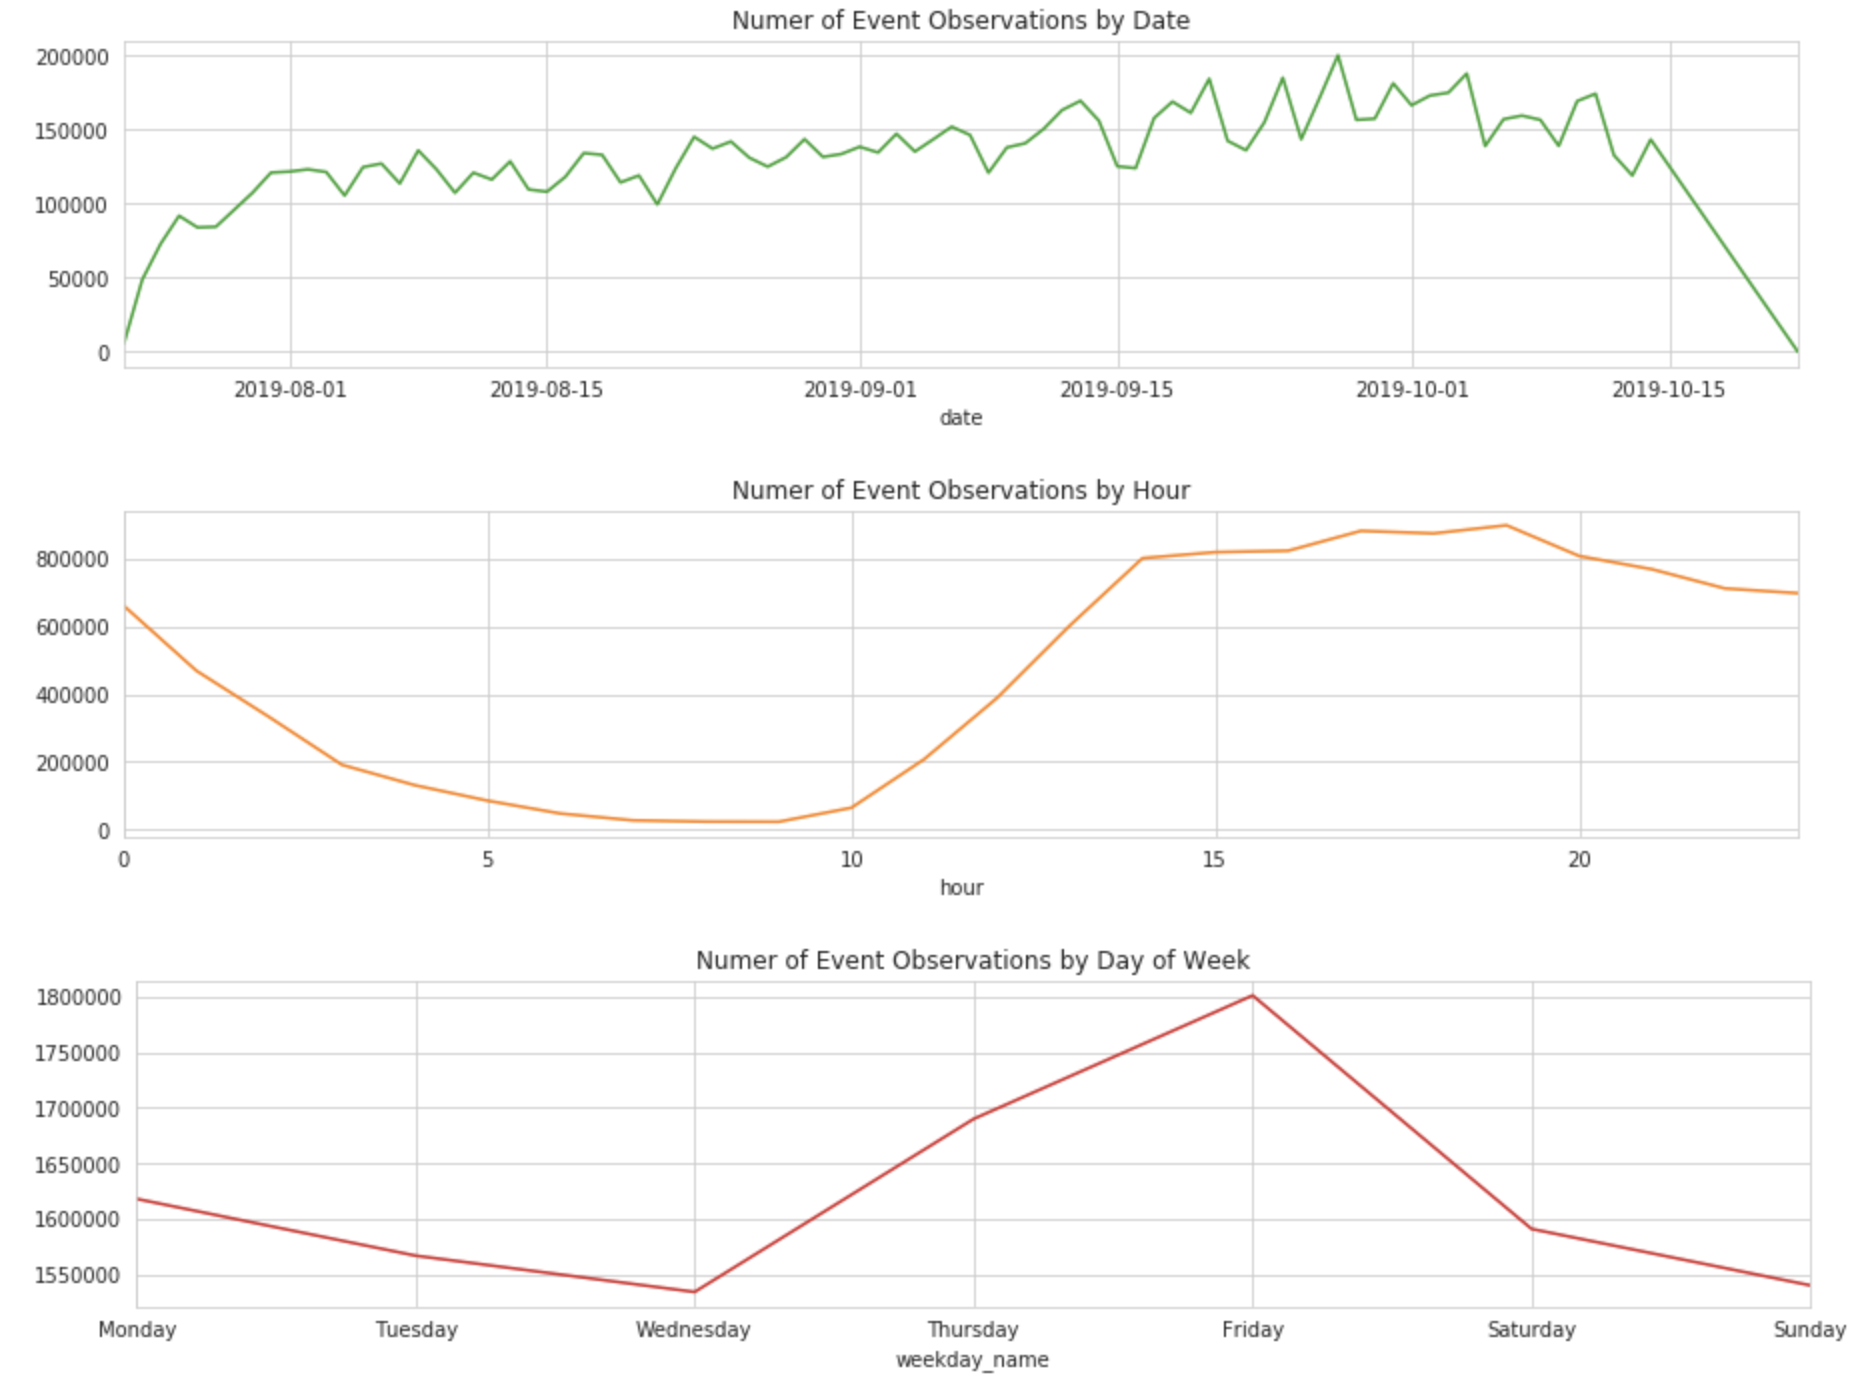 Numer of Event Observations by Date
200000
150000
100000
50000
0
2019-08-01 2019-08-15 2019-09-01 2019-09-15 2019-10-01 2019-10-15
date
Numer of Event Observations by Hour
800000
600000
400000
200000
0
0 5 10 15 20
hour
Numer of Event Observations by Day of Week
1800000
1750000
1700000
1650000
1600000
1550000
Monday Tuesday Wednesday Thursday Friday Saturday Sunday
weekday_name